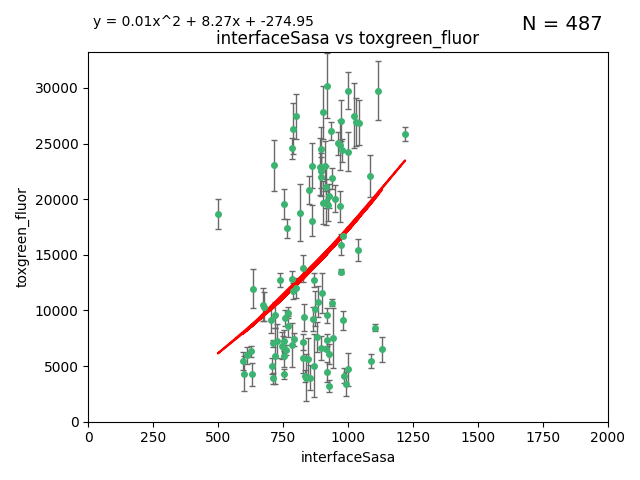 y = 0.01x^2 + 8.27x + -274.95
N = 487
interfaceSasa vs toxgreen_fluor
30000
25000
20000
15000
10000
5000
0
toxgreen_fluor
0 250 500 750 1000 1250 1500 1750 2000
interfaceSasa